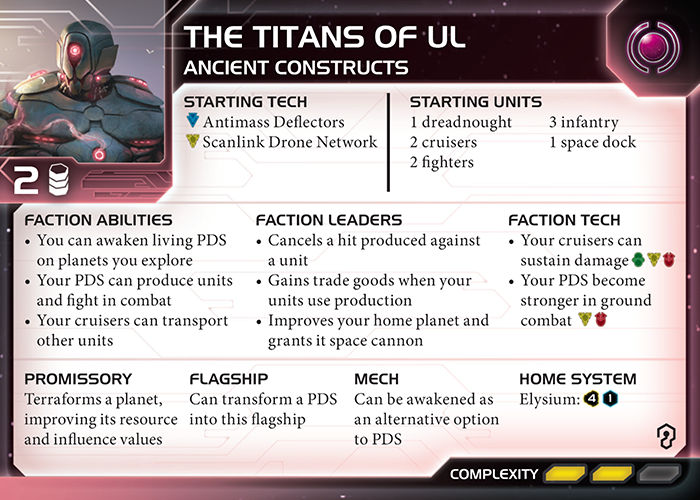 THE TITANS OF UL
ANCIENT CONSTRUCTS
2
STARTING TECH
Antimass Deflectors
Scanlink Drone Network
STARTING UNITS
1 dreadnought
2 cruisers
2 fighters
3 infantry
1 space dock
FACTION ABILITIES
• You can awaken living PDS
on planets you explore
• Your PDS can produce units
and fight in combat
• Your cruisers can transport
other units
FACTION LEADERS
• Cancels a hit produced against
a unit
• Gains trade goods when your
units use production
• Improves your home planet and
grants it space cannon
FACTION TECH
• Your cruisers can
sustain damage
• Your PDS become
stronger in ground
combat
PROMISSORY
Terraforms a planet,
improving its resource
and influence values
FLAGSHIP
Can transform a PDS
into this flagship
MECH
Can be awakened as
an alternative option
to PDS
HOME SYSTEM
Elysium: 4 1
COMPLEXITY